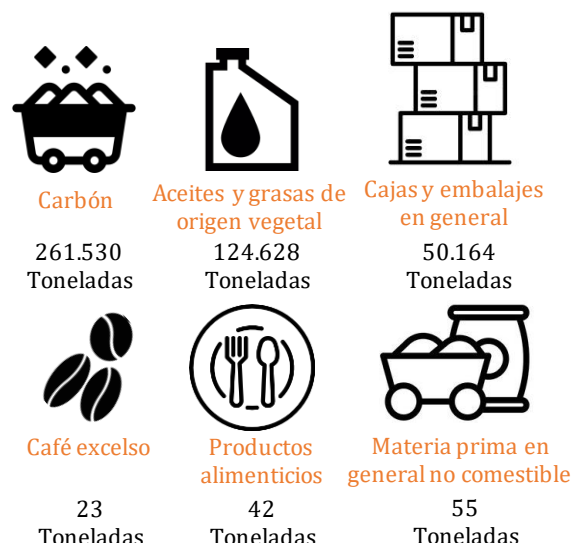 Carbón
261.530
Toneladas
Aceites y grasas de
origen vegetal
124.628
Toneladas
Cajas y embalajes
en general
50.164
Toneladas
Café excelso
23
Toneladas
Productos
alimenticios
42
Toneladas
Materia prima en
general no comestible
55
Toneladas